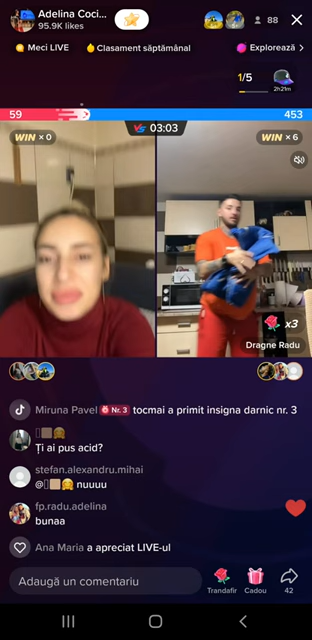 Adelina Coci...
95.9K likes
88
Meci LIVE
Clasament săptămânal
Explorează
1/5
2h21m
59
453
WIN × 0
VS 03:03
WIN × 6
x3
Dragne Radu
Miruna Pavel Nr. 3 tocmai a primit insigna darnic nr. 3
Ți ai pus acid?
stefan.alexandru.mihai
@ nuuuu
fp.radu.adelina
bunaa
Ana Maria a apreciat LIVE-ul
Adaugă un comentariu
Trandafir
Cadou
42